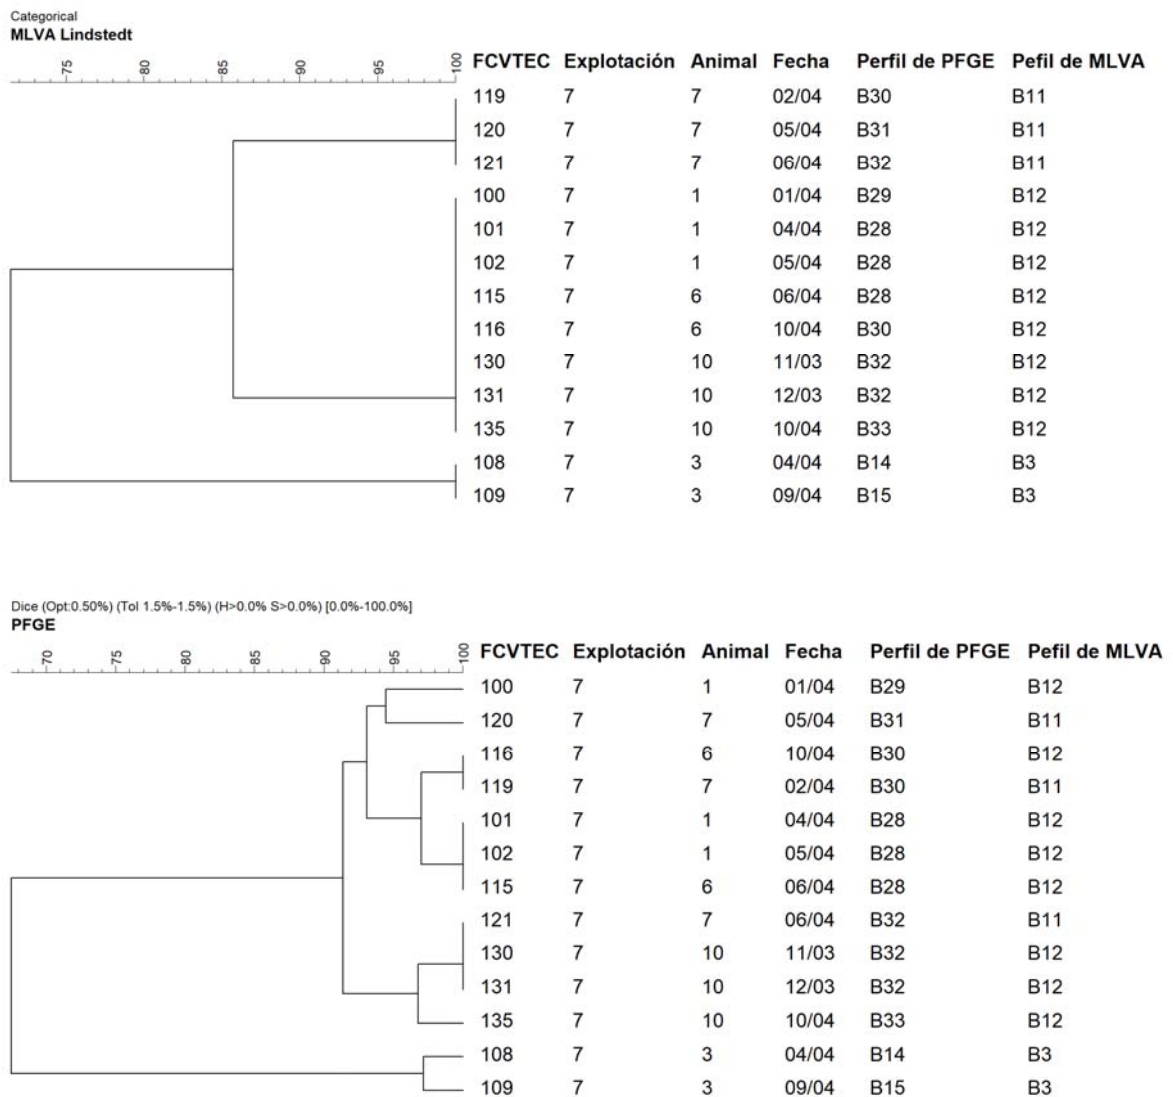 Categorical
MLVA Lindstedt
75 80 85 90 95 100
FCVTEC Explotación Animal Fecha Perfil de PFGE Pefil de MLVA
119 7 7 02/04 B30 B11
120 7 7 05/04 B31 B11
121 7 7 06/04 B32 B11
100 7 1 01/04 B29 B12
101 7 1 04/04 B28 B12
102 7 1 05/04 B28 B12
115 7 6 06/04 B28 B12
116 7 6 10/04 B30 B12
130 7 10 11/03 B32 B12
131 7 10 12/03 B32 B12
135 7 10 10/04 B33 B12
108 7 3 04/04 B14 B3
109 7 3 09/04 B15 B3
Dice (Opt:0.50%) (Tol 1.5%-1.5%) (H>0.0% S>0.0%) [0.0%-100.0%]
PFGE
70 75 80 85 90 95 100
FCVTEC Explotación Animal Fecha Perfil de PFGE Pefil de MLVA
100 7 1 01/04 B29 B12
120 7 7 05/04 B31 B11
116 7 6 10/04 B30 B12
119 7 7 02/04 B30 B11
101 7 1 04/04 B28 B12
102 7 1 05/04 B28 B12
115 7 6 06/04 B28 B12
121 7 7 06/04 B32 B11
130 7 10 11/03 B32 B12
131 7 10 12/03 B32 B12
135 7 10 10/04 B33 B12
108 7 3 04/04 B14 B3
109 7 3 09/04 B15 B3